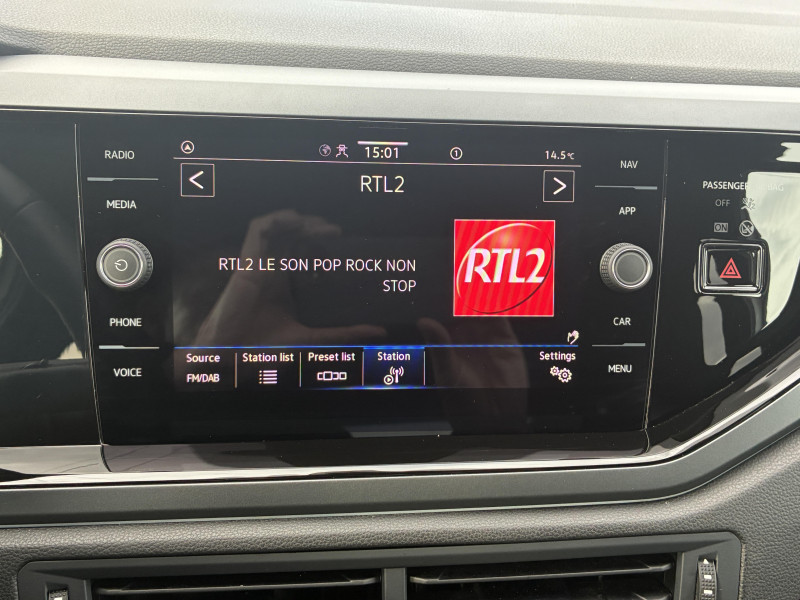 RADIO
MEDIA
PHONE
VOICE
15:01
1
14.5°C
RTL2
RTL2 LE SON POP ROCK NON
STOP
RTL2
Source
FM/DAB
Station list
Preset list
Station
Settings
NAV
APP
CAR
MENU
PASSENGER
OFF
ON